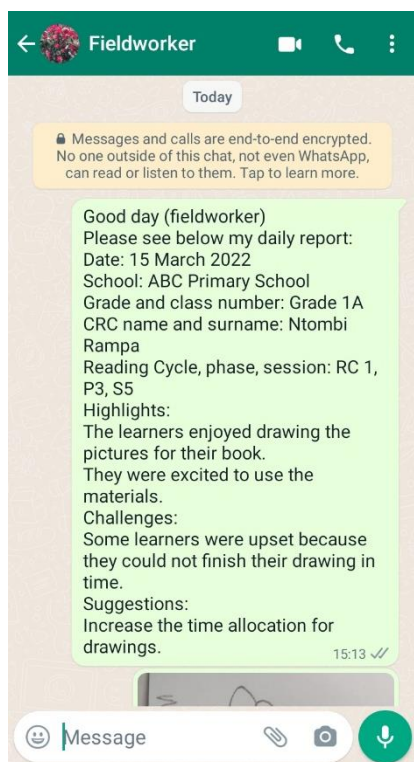 Fieldworker
Today
Messages and calls are end-to-end encrypted.
No one outside of this chat, not even WhatsApp,
can read or listen to them. Tap to learn more.
Good day (fieldworker)
Please see below my daily report:
Date: 15 March 2022
School: ABC Primary School
Grade and class number: Grade 1A
CRC name and surname: Ntombi
Rampa
Reading Cycle, phase, session: RC 1,
P3, S5
Highlights:
The learners enjoyed drawing the
pictures for their book.
They were excited to use the
materials.
Challenges:
Some learners were upset because
they could not finish their drawing in
time.
Suggestions:
Increase the time allocation for
drawings.
15:13
Message